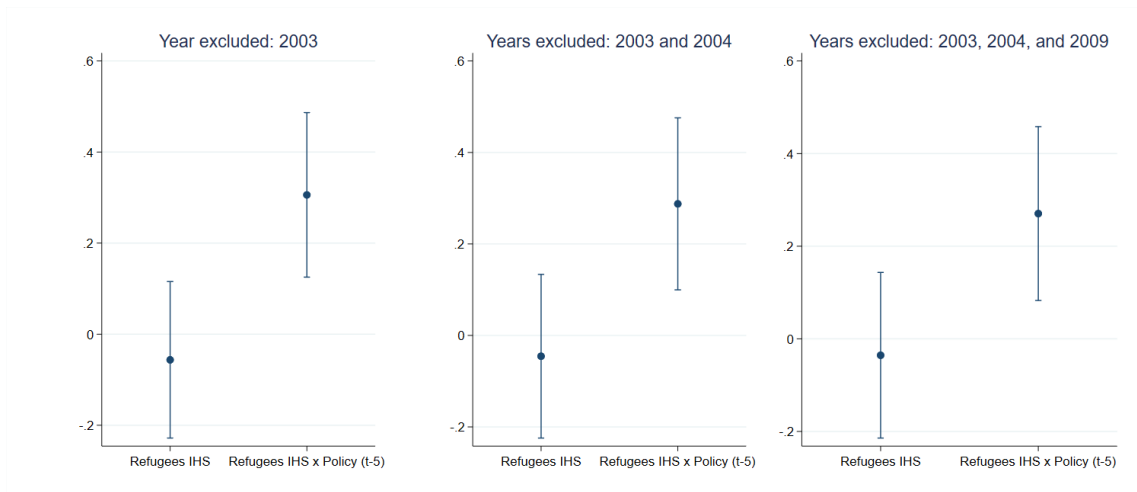 Year excluded: 2003
.6
.4
.2
0
-.2
Refugees IHS
Refugees IHS x Policy (t-5)
Years excluded: 2003 and 2004
.6
.4
.2
0
-.2
Refugees IHS
Refugees IHS x Policy (t-5)
Years excluded: 2003, 2004, and 2009
.6
.4
.2
0
-.2
Refugees IHS
Refugees IHS x Policy (t-5)